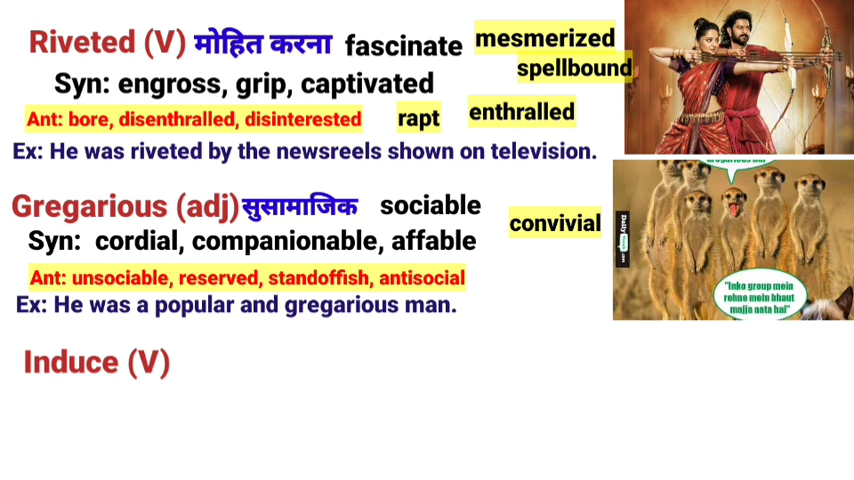 Riveted (V) मोहित करना fascinate mesmerized
spellbound
Syn: engross, grip, captivated
Ant: bore, disenthralled, disinterested rapt enthralled
Ex: He was riveted by the newsreels shown on television.
Gregarious (adj) सुसामाजिक sociable
convivial
Syn: cordial, companionable, affable
Ant: unsociable, reserved, standoffish, antisocial
Ex: He was a popular and gregarious man.
Induce (V)
"Inko group mein
rehne mein bhaut
majja aata hai"